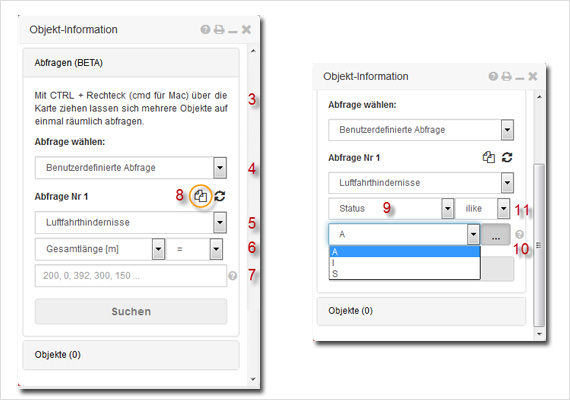 Objekt-Information
Abfragen (BETA)
Mit CTRL + Rechteck (cmd für Mac) über die
Karte ziehen lassen sich mehrere Objekte auf
einmal räumlich abfragen.
3
Abfrage wählen:
Benutzerdefinierte Abfrage
4
Abfrage Nr 1
8
Luftfahrthindernisse
5
Gesamtlänge [m]
=
6
200, 0, 392, 300, 150 ...
7
Suchen
Objekte (0)
Objekt-Information
Abfrage wählen:
Benutzerdefinierte Abfrage
Abfrage Nr 1
Luftfahrthindernisse
Status
9
ilike
11
A
...
10
A
I
S
Objekte (0)